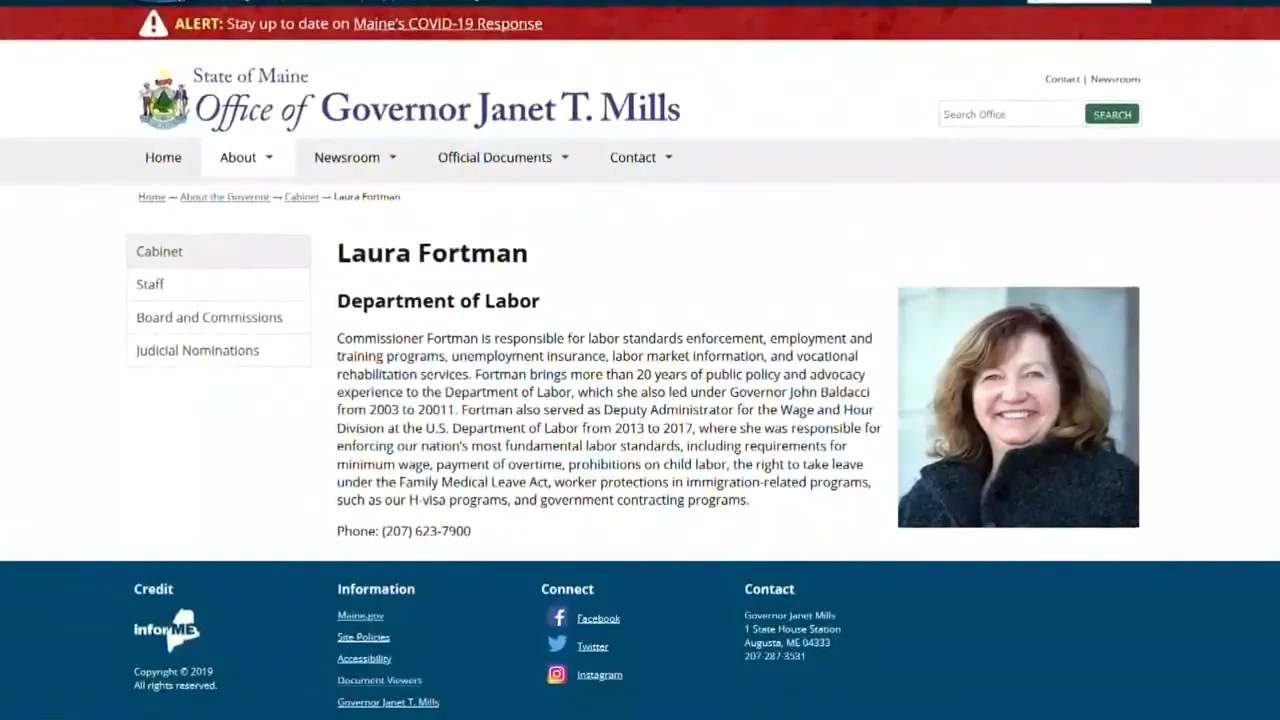 ALERT: Stay up to date on Maine's COVID-19 Response
State of Maine
Office of Governor Janet T. Mills
Contact | Newsroom
Search Office
SEARCH
Home
About
Newsroom
Official Documents
Contact
Home → About the Governor → Cabinet → Laura Fortman
Cabinet
Staff
Board and Commissions
Judicial Nominations
Laura Fortman
Department of Labor
Commissioner Fortman is responsible for labor standards enforcement, employment and
training programs, unemployment insurance, labor market information, and vocational
rehabilitation services. Fortman brings more than 20 years of public policy and advocacy
experience to the Department of Labor, which she also led under Governor John Baldacci
from 2003 to 20011. Fortman also served as Deputy Administrator for the Wage and Hour
Division at the U.S. Department of Labor from 2013 to 2017, where she was responsible for
enforcing our nation's most fundamental labor standards, including requirements for
minimum wage, payment of overtime, prohibitions on child labor, the right to take leave
under the Family Medical Leave Act, worker protections in immigration-related programs,
such as our H-visa programs, and government contracting programs.
Phone: (207) 623-7900
Credit
inforME
Copyright © 2019
All rights reserved.
Information
Maine.gov
Site Policies
Accessibility
Document Viewers
Governor Janet T. Mills
Connect
Facebook
Twitter
Instagram
Contact
Governor Janet Mills
1 State House Station
Augusta, ME 04333
207-287-3531